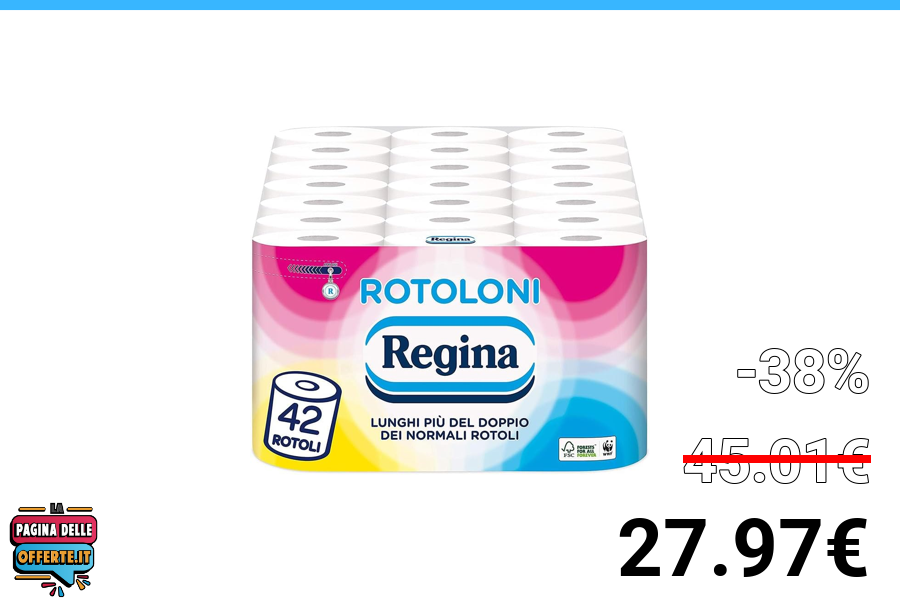 Regina
R
ROTOLONI
Regina
42
ROTOLI
LUNGHI PIÙ DEL DOPPIO
DEI NORMALI ROTOLI
FSC
FORESTS
FOR ALL
FOREVER
WWF
-38%
45.01€
27.97€
LA
PAGINA DELLE
OFFERTE.IT